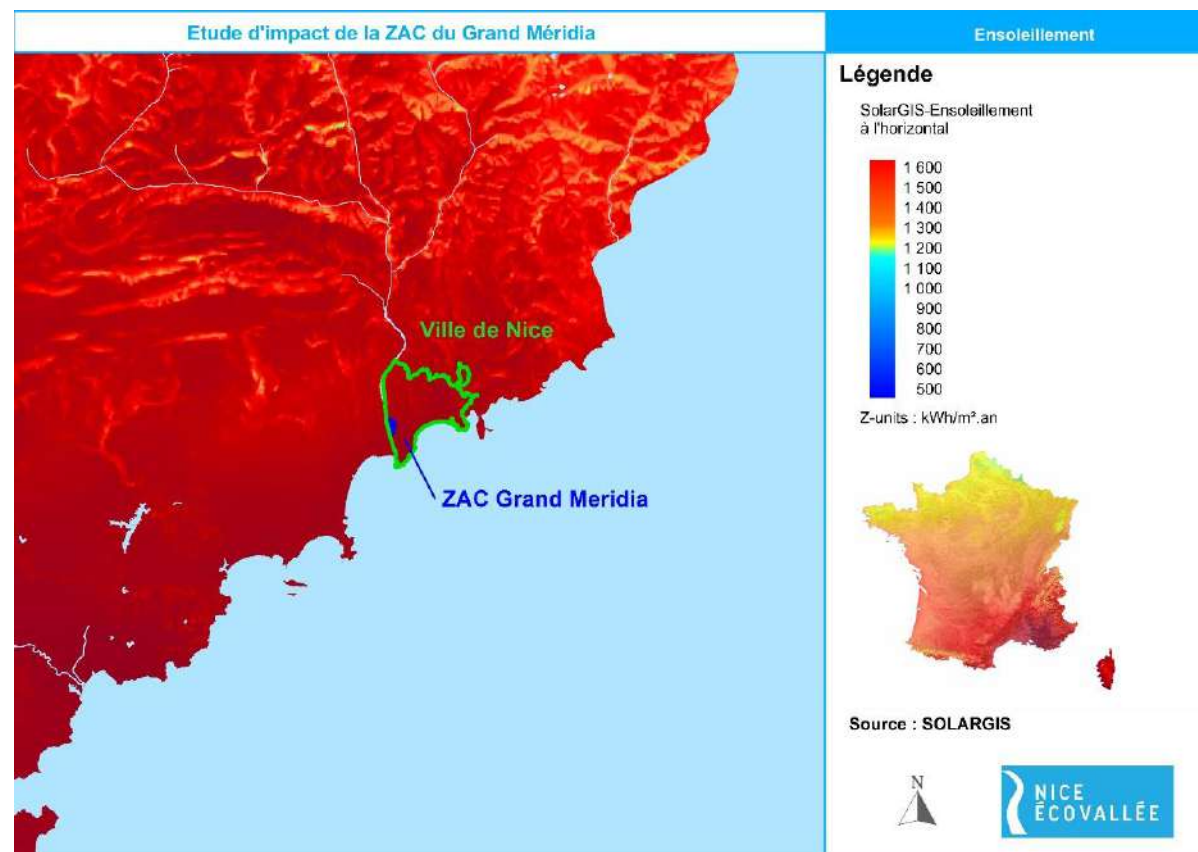 Etude d'impact de la ZAC du Grand Méridia
Ensoleillement
Ville de Nice
ZAC Grand Meridia
Légende
SolarGIS-Ensoleillement
à l'horizontal
1 600
1 500
1 400
1 300
1 200
1 100
1 000
900
800
700
600
500
Z-units : kWh/m².an
Source : SOLARGIS
N
NICE
ÉCOVALLÉE